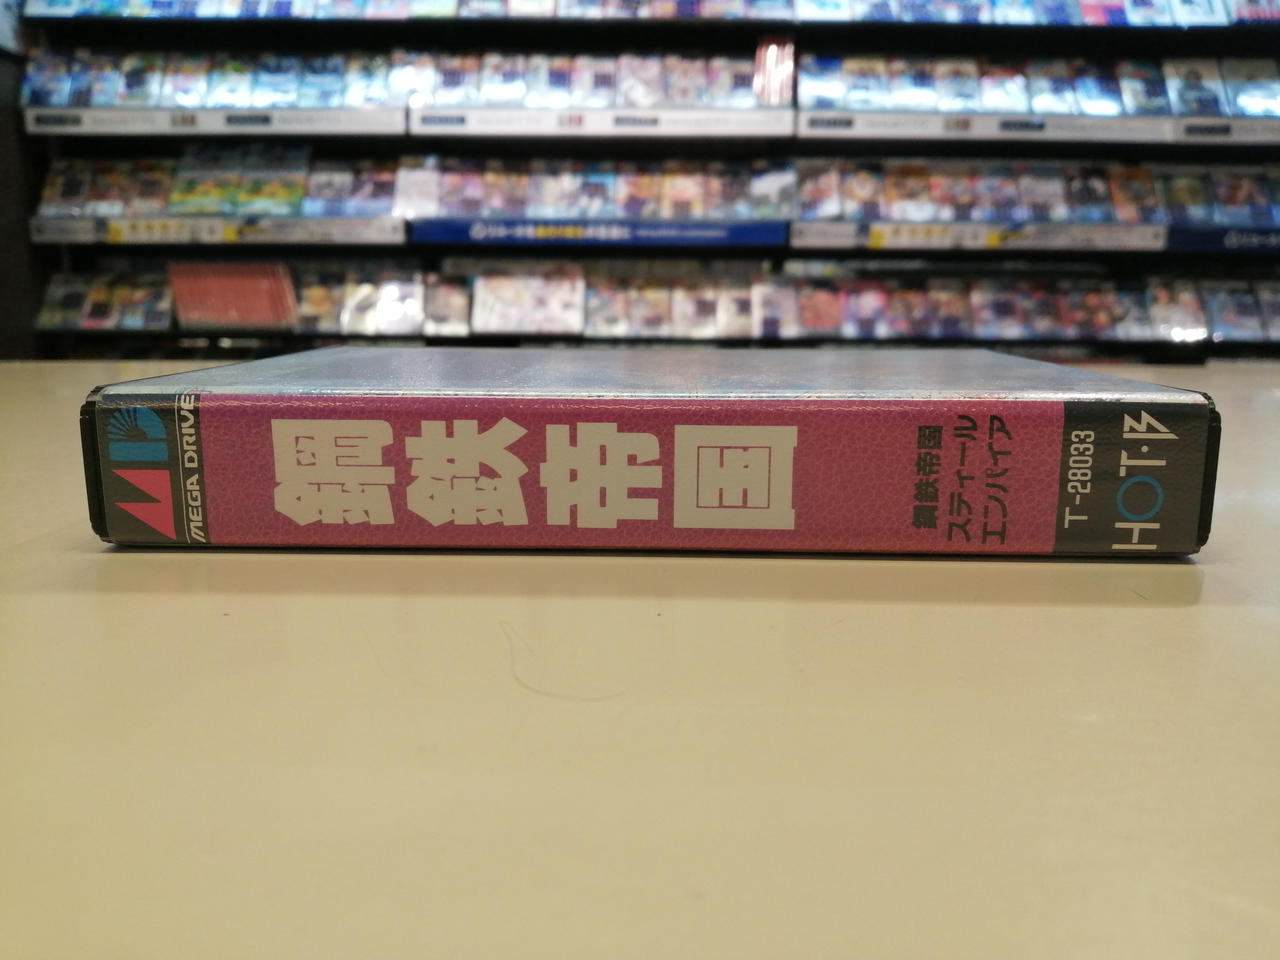 MD
MEGA DRIVE
鋼鉄帝国
鋼鉄帝国
スティール
エンパイア
T-28033
HOT·B